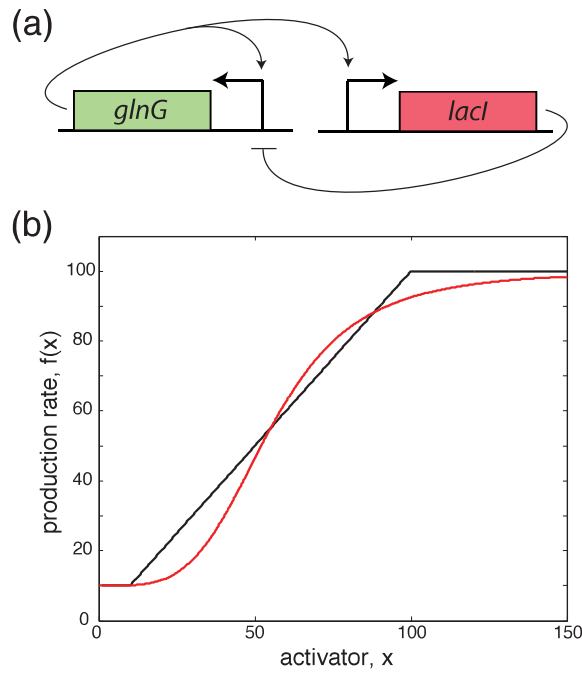 (a)
glnG
lacI
(b)
production rate, f(x)
100
80
60
40
20
0
0
50
100
150
activator, x